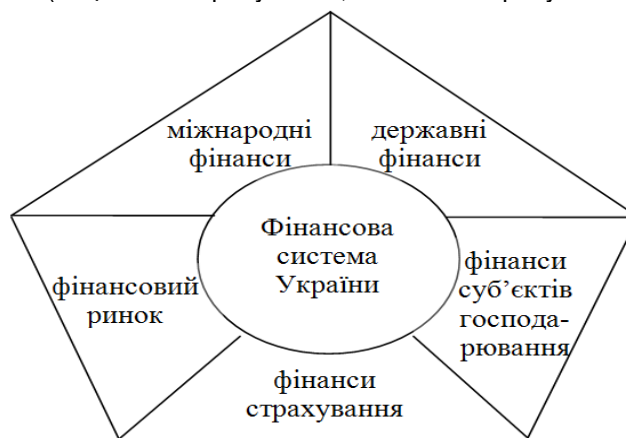 міжнародні
фінанси
державні
фінанси
Фінансова
система
України
фінансовий
ринок
фінанси
суб’єктів
господа-
рювання
фінанси
страхування